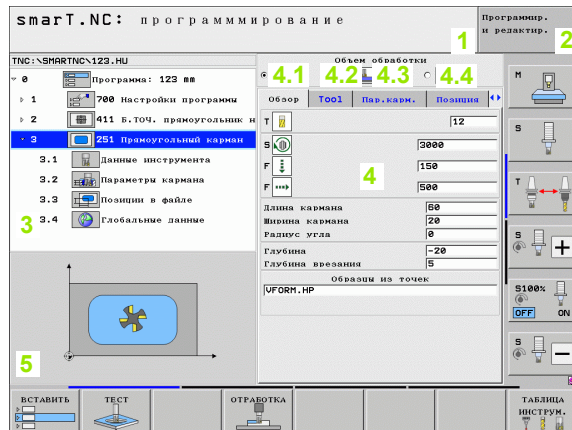 smarT.NC: программмирование
Программир.
и редактир.
1
2
TNC:\SMARTNC\123.HU
0 Программа: 123 mm
1 700 Настройки программы
2 411 Б.ТОЧ. прямоугольник н
3 251 Прямоугольный карман
3.1 Данные инструмента
3.2 Параметры кармана
3.3 Позиции в файле
3.4 Глобальные данные
3
5
Объем обработки
4.1 4.2 4.3 4.4
Обзор Tool Пар.карм. Позиция
T 12
S 3000
F 150
F 500
4
Длина кармана 60
Ширина кармана 20
Радиус угла 0
Глубина -20
Глубина врезания 5
Образцы из точек
VFORM.HP
M
S
T
S +
S100%
OFF ON
S -
ВСТАВИТЬ
ТЕСТ
ОТРАБОТКА
ТАБЛИЦА
ИНСТРУМ.